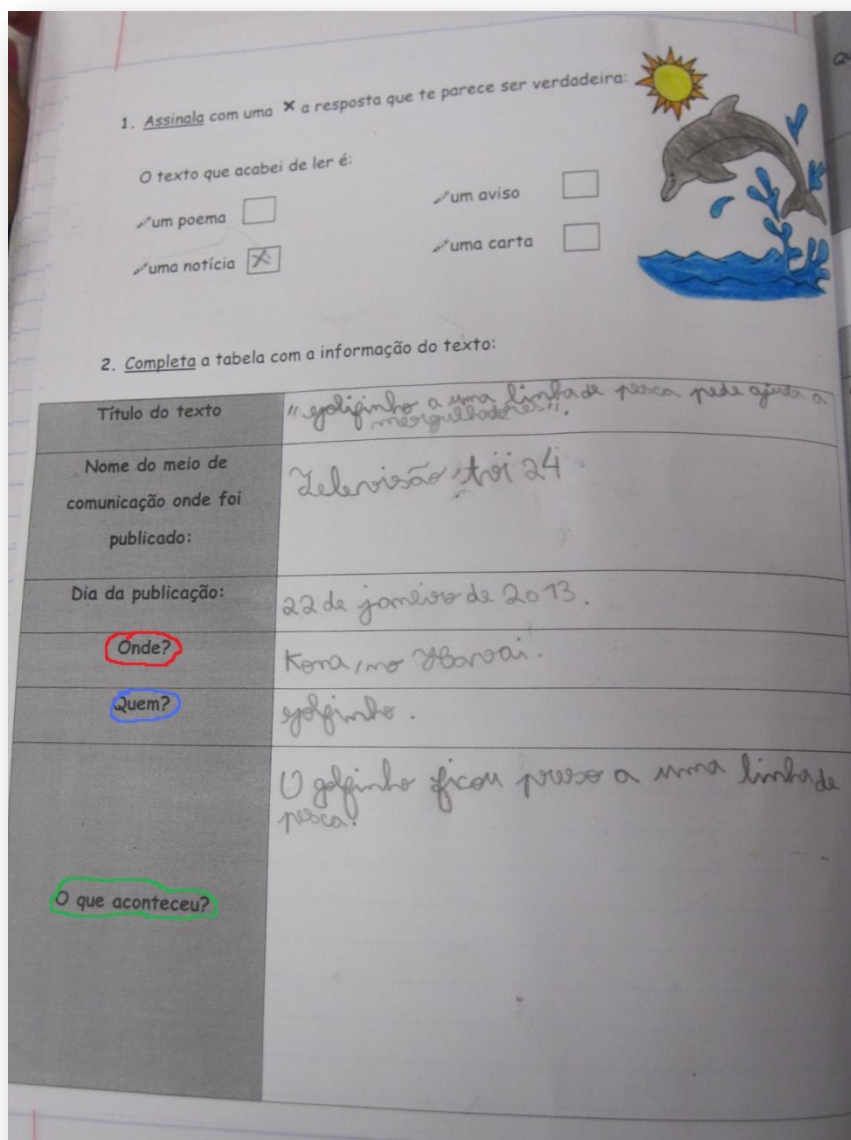 1. Assinala com uma × a resposta que te parece ser verdadeira:
O texto que acabei de ler é:
um poema
um aviso
uma notícia X
uma carta
2. Completa a tabela com a informação do texto:
Título do texto
"golfinho a uma linha de pesca pede ajuda a
mergulhadores".
Nome do meio de
comunicação onde foi
publicado:
Televisão, tvi 24
Dia da publicação:
22 de janeiro de 2013.
Onde?
Kona, no Havai.
Quem?
golfinho.
O que aconteceu?
O golfinho ficou preso a uma linha de
pesca.